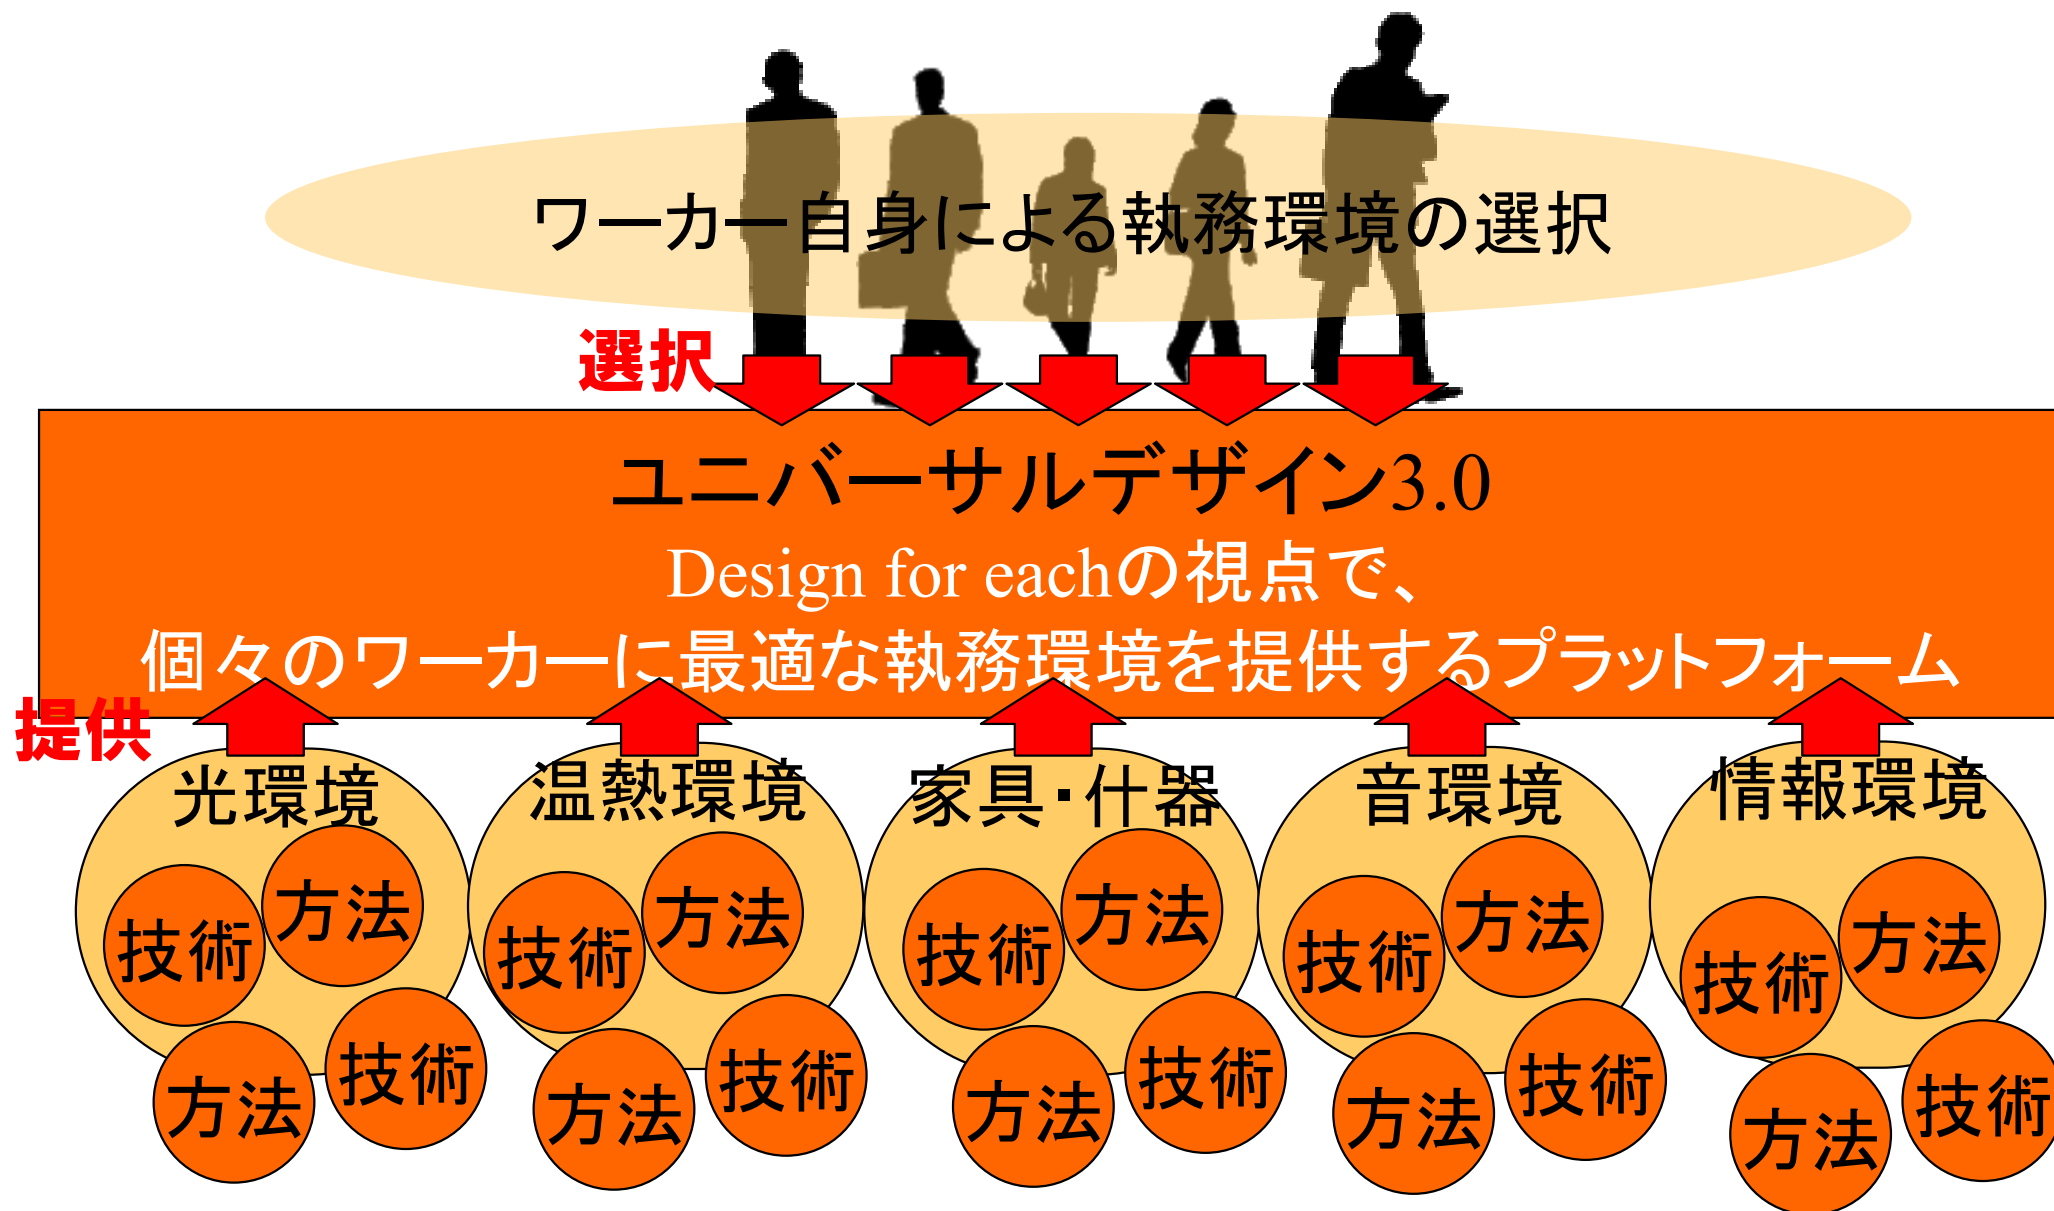 ワーカー自身による執務環境の選択
選択
ユニバーサルデザイン3.0
Design for eachの視点で、
個々のワーカーに最適な執務環境を提供するプラットフォーム
提供
光環境
技術
方法
方法
技術
温熱環境
技術
方法
方法
技術
家具・什器
技術
方法
方法
技術
音環境
技術
方法
方法
技術
情報環境
技術
方法
方法
技術